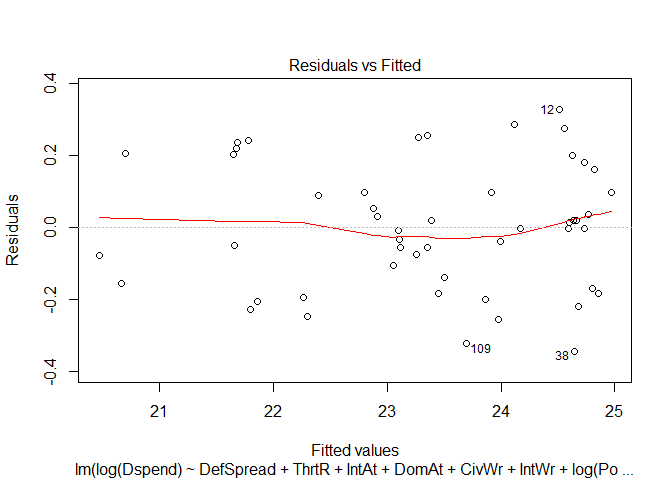 Residuals vs Fitted
0.4
0.2
0.0
-0.2
-0.4
Residuals
12
109
38
21 22 23 24 25
Fitted values
lm(log(Dspend) ~ DefSpread + ThrtR + IntAt + DomAt + CivWr + IntWr + log(Po ...